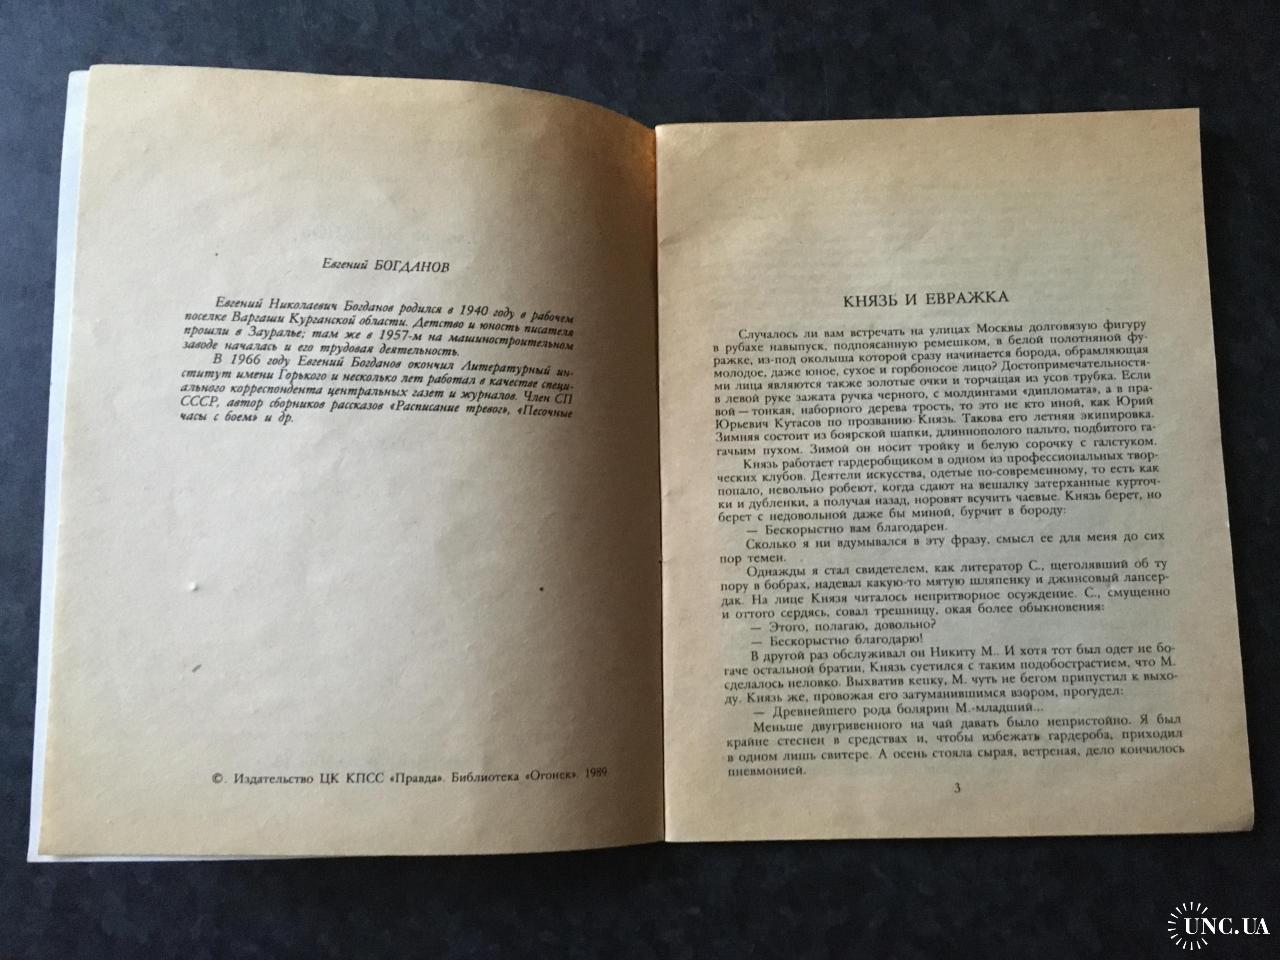 Евгений БОГДАНОВ
Евгений Николаевич Богданов родился в 1940 году в рабочем
поселке Варгаши Курганской области. Детство и юность писателя
прошли в Зауралье; там же в 1957-м на машиностроительном
заводе началась и его трудовая деятельность.
В 1966 году Евгений Богданов окончил Литературный ин-
ститут имени Горького и несколько лет работал в качестве специ-
ального корреспондента центральных газет и журналов. Член СП
СССР, автор сборников рассказов «Расписание тревог», «Песочные
часы с боем» и др.
©. Издательство ЦК КПСС «Правда». Библиотека «Огонек». 1989
КНЯЗЬ И ЕВРАЖКА
Случалось ли вам встречать на улицах Москвы долговязую фигуру
в рубахе навыпуск, подпоясанную ремешком, в белой полотняной фу-
ражке, из-под околыша которой сразу начинается борода, обрамляющая
молодое, даже юное, сухое и горбоносое лицо? Достопримечательностя-
ми лица являются также золотые очки и торчащая из усов трубка. Если
в левой руке зажата ручка черного, с молдингами «дипломата», а в пра-
вой — тонкая, наборного дерева трость, то это не кто иной, как Юрий
Юрьевич Кутасов по прозванию Князь. Такова его летняя экипировка.
Зимняя состоит из боярской шапки, длиннополого пальто, подбитого га-
гачьим пухом. Зимой он носит тройку и белую сорочку с галстуком.
Князь работает гардеробщиком в одном из профессиональных твор-
ческих клубов. Деятели искусства, одетые по-современному, то есть как
попало, невольно робеют, когда сдают на вешалку затерханные курточ-
ки и дубленки, а получая назад, норовят всучить чаевые. Князь берет, но
берет с недовольной даже бы миной, бурчит в бороду:
— Бескорыстно вам благодарен.
Сколько я ни вдумывался в эту фразу, смысл ее для меня до сих
пор темен.
Однажды я стал свидетелем, как литератор С., щеголявший об ту
пору в бобрах, надевал какую-то мятую шляпенку и джинсовый лапсер-
дак. На лице Князя читалось непритворное осуждение. С., смущенно
и оттого сердясь, совал трешницу, окая более обыкновения:
— Этого, полагаю, довольно?
— Бескорыстно благодарю!
В другой раз обслуживал он Никиту М.. И хотя тот был одет не бо-
гаче остальной братии, Князь суетился с таким подобострастием, что М.
сделалось неловко. Выхватив кепку, М. чуть не бегом припустил к выхо-
ду. Князь же, провожая его затуманившимся взором, прогудел:
— Древнейшего рода болярин М.-младший...
Меньше двугривенного на чай давать было непристойно. Я был
крайне стеснен в средствах и, чтобы избежать гардероба, приходил
в одном лишь свитере. А осень стояла сырая, ветреная, дело кончилось
пневмонией.
3
UNC.UA